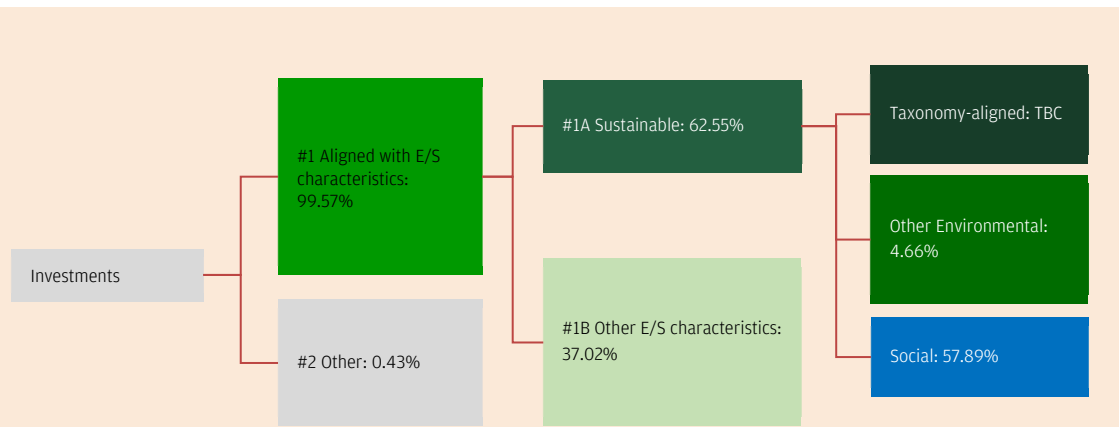 Investments
#1 Aligned with E/S
characteristics:
99.57%
#2 Other: 0.43%
#1A Sustainable: 62.55%
#1B Other E/S characteristics:
37.02%
Taxonomy-aligned: TBC
Other Environmental:
4.66%
Social: 57.89%